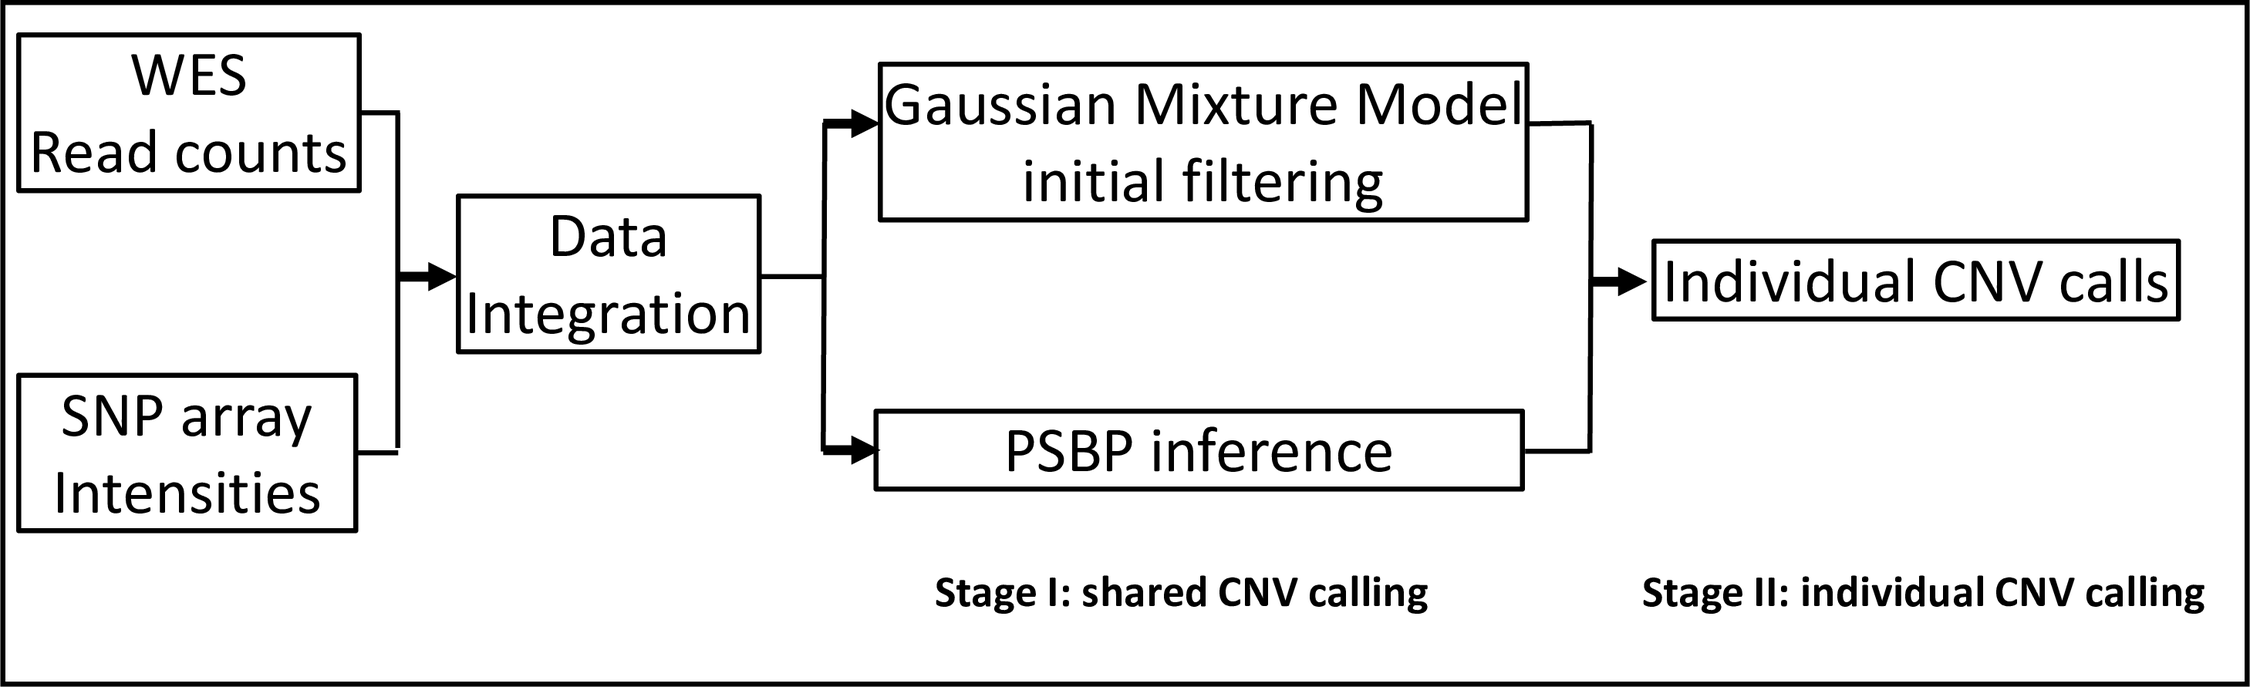 WES
Read counts
SNP array
Intensities
Data
Integration
Gaussian Mixture Model
initial filtering
PSBP inference
Individual CNV calls
Stage I: shared CNV calling
Stage II: individual CNV calling